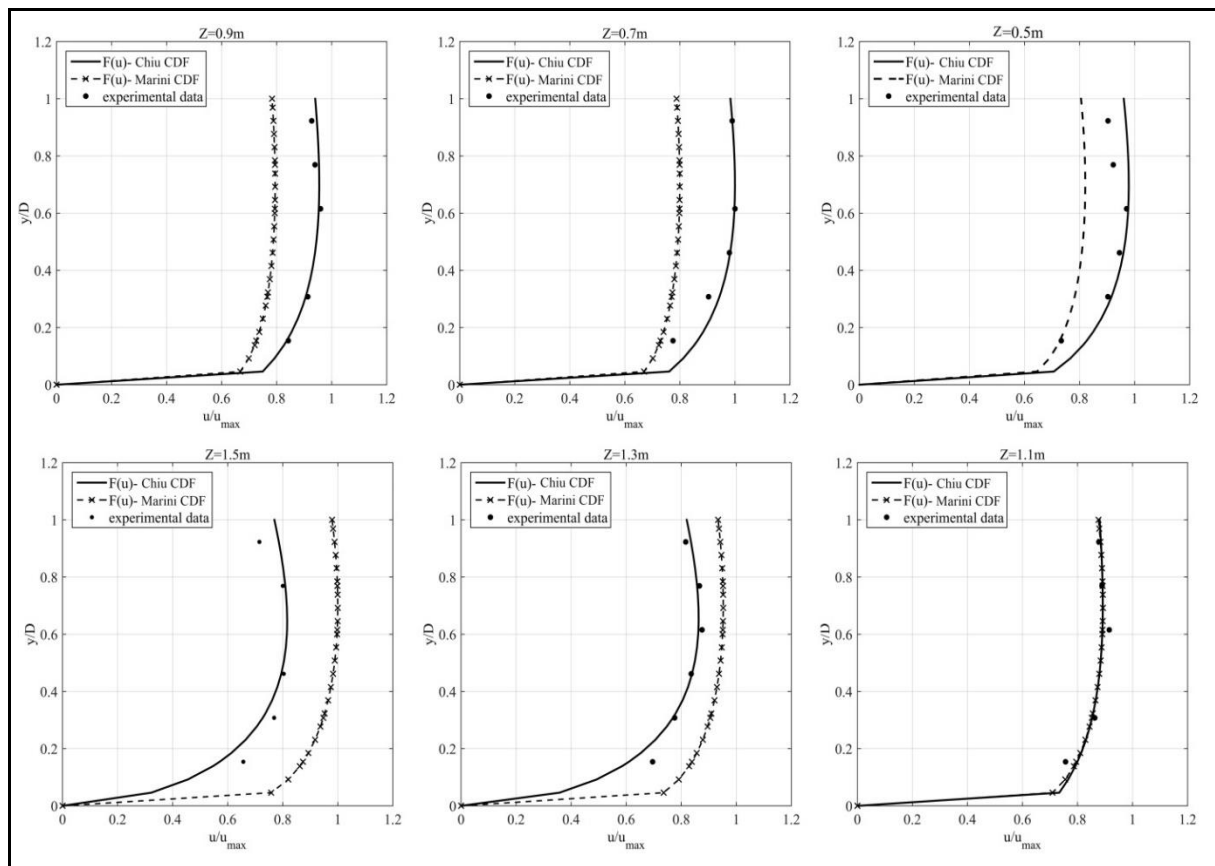 Z=0.9m
1.2
1
0.8
0.6
0.4
0.2
0
y/D
F(u)- Chiu CDF
F(u)- Marini CDF
experimental data
0 0.2 0.4 0.6 0.8 1 1.2
u/u_max
Z=0.7m
1.2
1
0.8
0.6
0.4
0.2
0
y/D
F(u)- Chiu CDF
F(u)- Marini CDF
experimental data
0 0.2 0.4 0.6 0.8 1 1.2
u/u_max
Z=0.5m
1.2
1
0.8
0.6
0.4
0.2
0
y/D
F(u)- Chiu CDF
F(u)- Marini CDF
experimental data
0 0.2 0.4 0.6 0.8 1 1.2
u/u_max
Z=1.5m
1.2
1
0.8
0.6
0.4
0.2
0
y/D
F(u)- Chiu CDF
F(u)- Marini CDF
experimental data
0 0.2 0.4 0.6 0.8 1 1.2
u/u_max
Z=1.3m
1.2
1
0.8
0.6
0.4
0.2
0
y/D
F(u)- Chiu CDF
F(u)- Marini CDF
experimental data
0 0.2 0.4 0.6 0.8 1 1.2
u/u_max
Z=1.1m
1.2
1
0.8
0.6
0.4
0.2
0
y/D
F(u)- Chiu CDF
F(u)- Marini CDF
experimental data
0 0.2 0.4 0.6 0.8 1 1.2
u/u_max